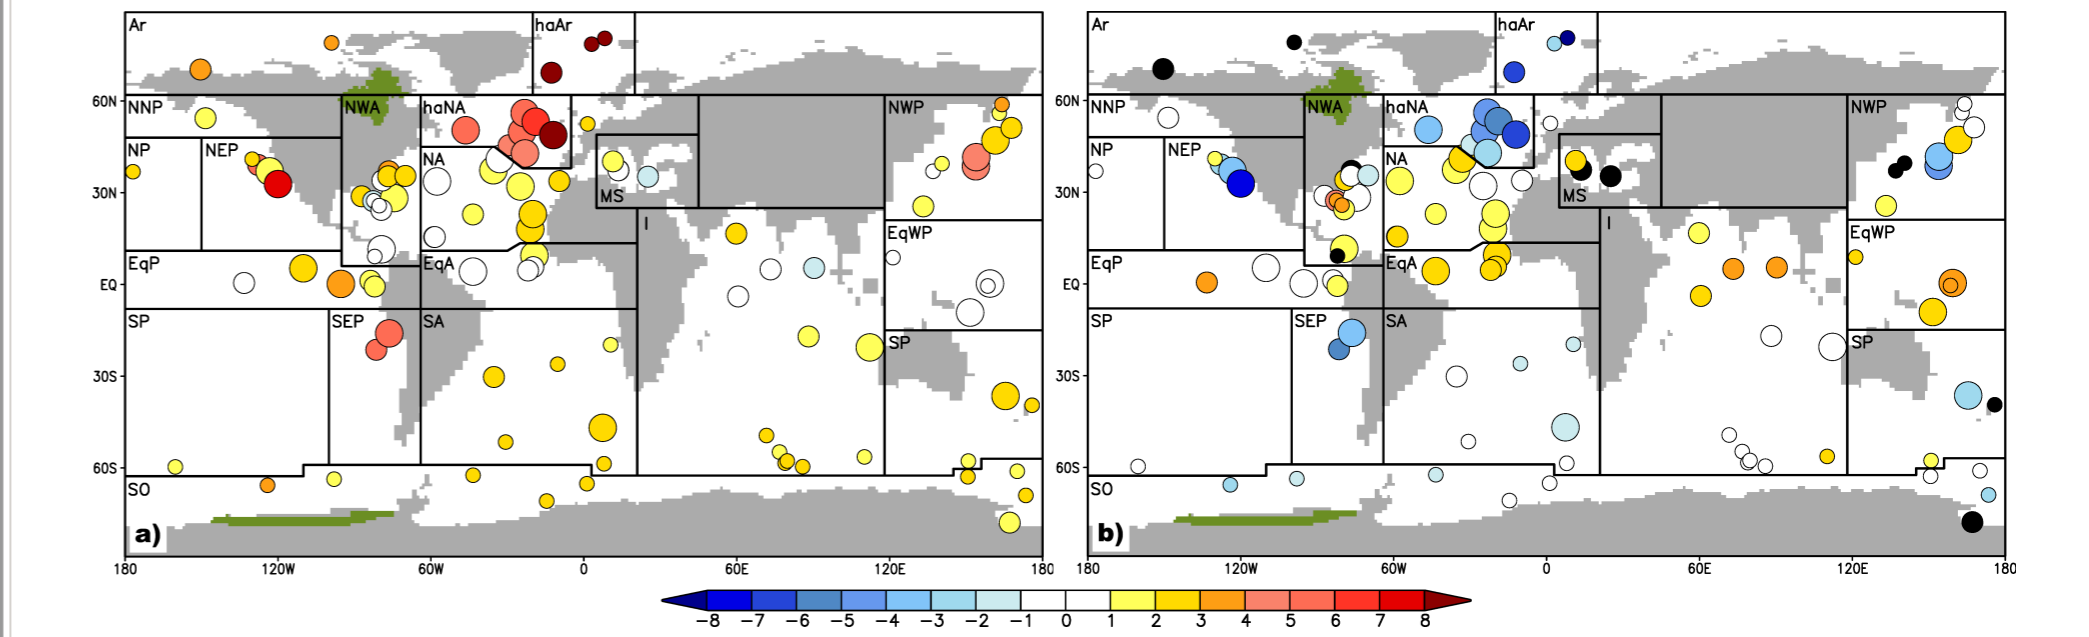 Ar haAr
60N NNP NWA haNA NWP
NP NEP NA
30N MS
I EqWP
EqP EqA
EQ
SP SEP SA SP
30S
60S
SO
a)
180 120W 60W 0 60E 120E 180
Ar haAr
60N NNP NWA haNA NWP
NP NEP NA
30N MS
I EqWP
EqP EqA
EQ
SP SEP SA SP
30S
60S
SO
b)
180 120W 60W 0 60E 120E 180
−8 −7 −6 −5 −4 −3 −2 −1 0 1 2 3 4 5 6 7 8